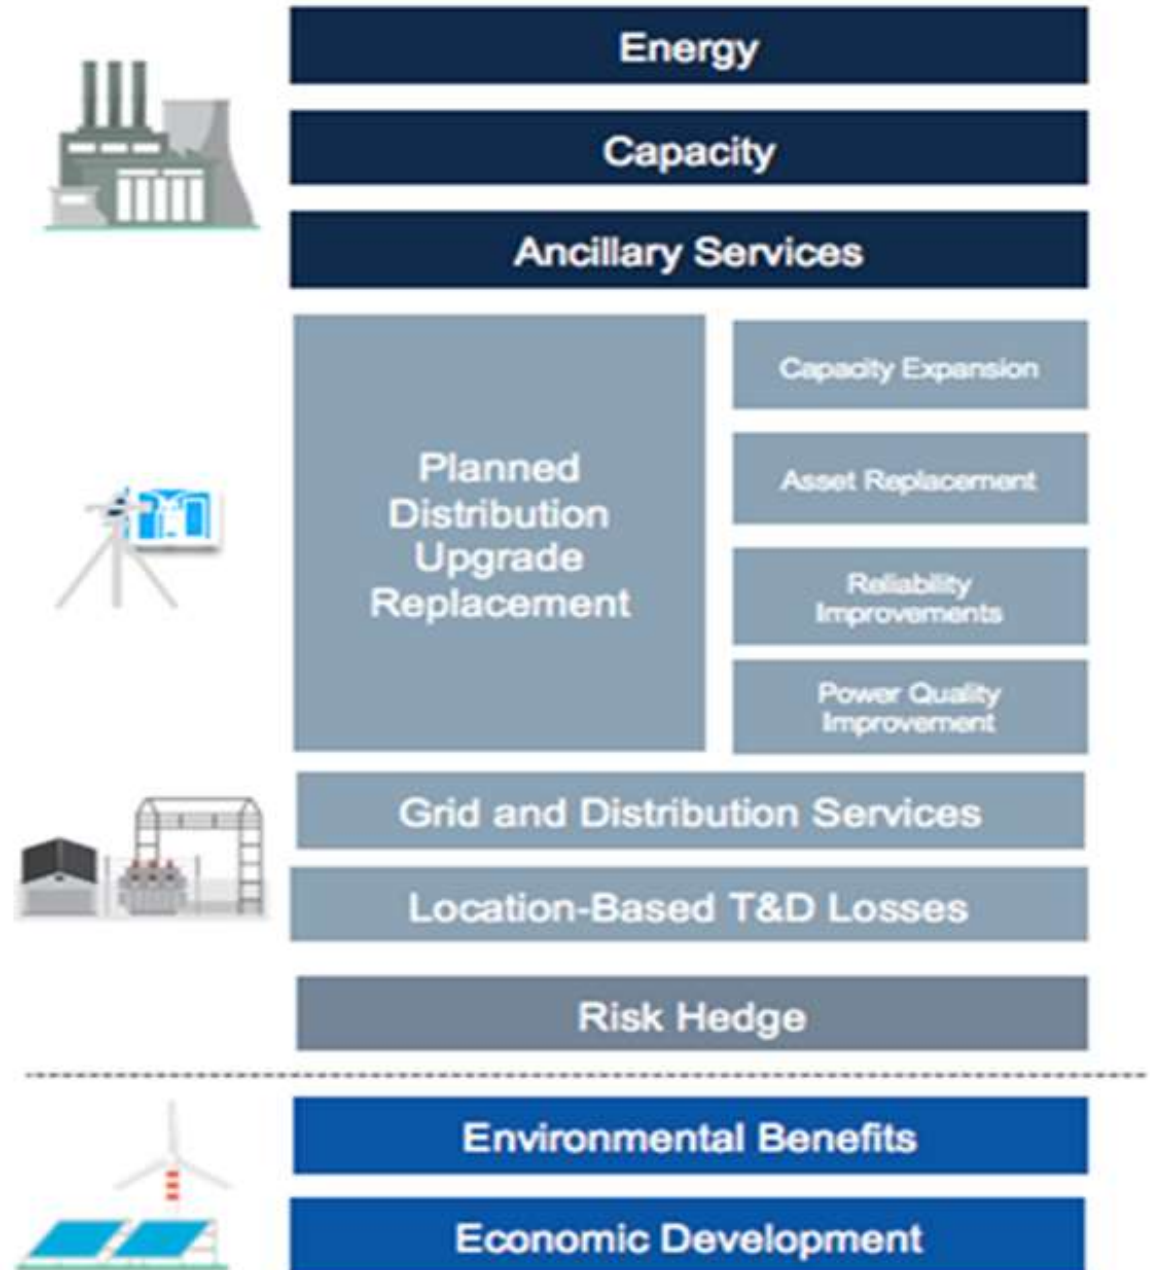 Energy
Capacity
Ancillary Services
Planned
Distribution
Upgrade
Replacement
Capacity Expansion
Asset Replacement
Reliability
Improvements
Power Quality
Improvement
Grid and Distribution Services
Location-Based T&D Losses
Risk Hedge
Environmental Benefits
Economic Development